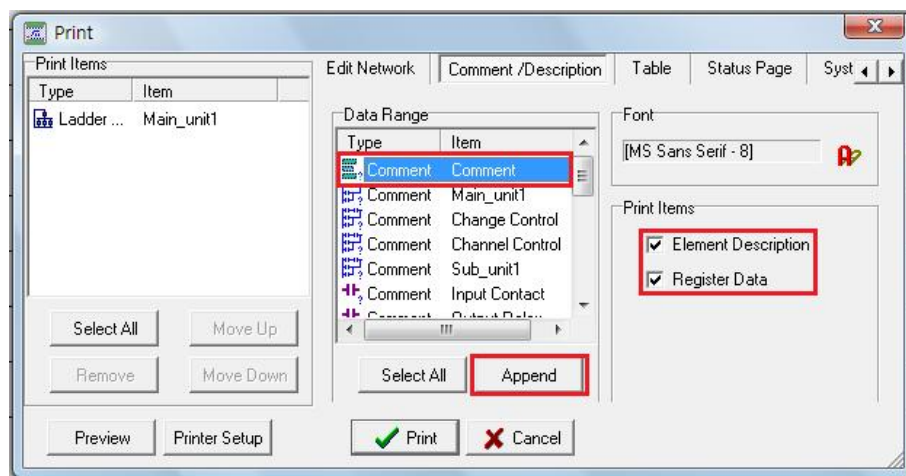 Print
Print Items
Type Item
Ladder ... Main_unit1
Select All Move Up
Remove Move Down
Preview Printer Setup
Edit Network Comment /Description Table Status Page Syst
Data Range
Type Item
Comment Comment
Comment Main_unit1
Comment Change Control
Comment Channel Control
Comment Sub_unit1
Comment Input Contact
Select All Append
Font
[MS Sans Serif - 8]
Print Items
Element Description
Register Data
Print Cancel